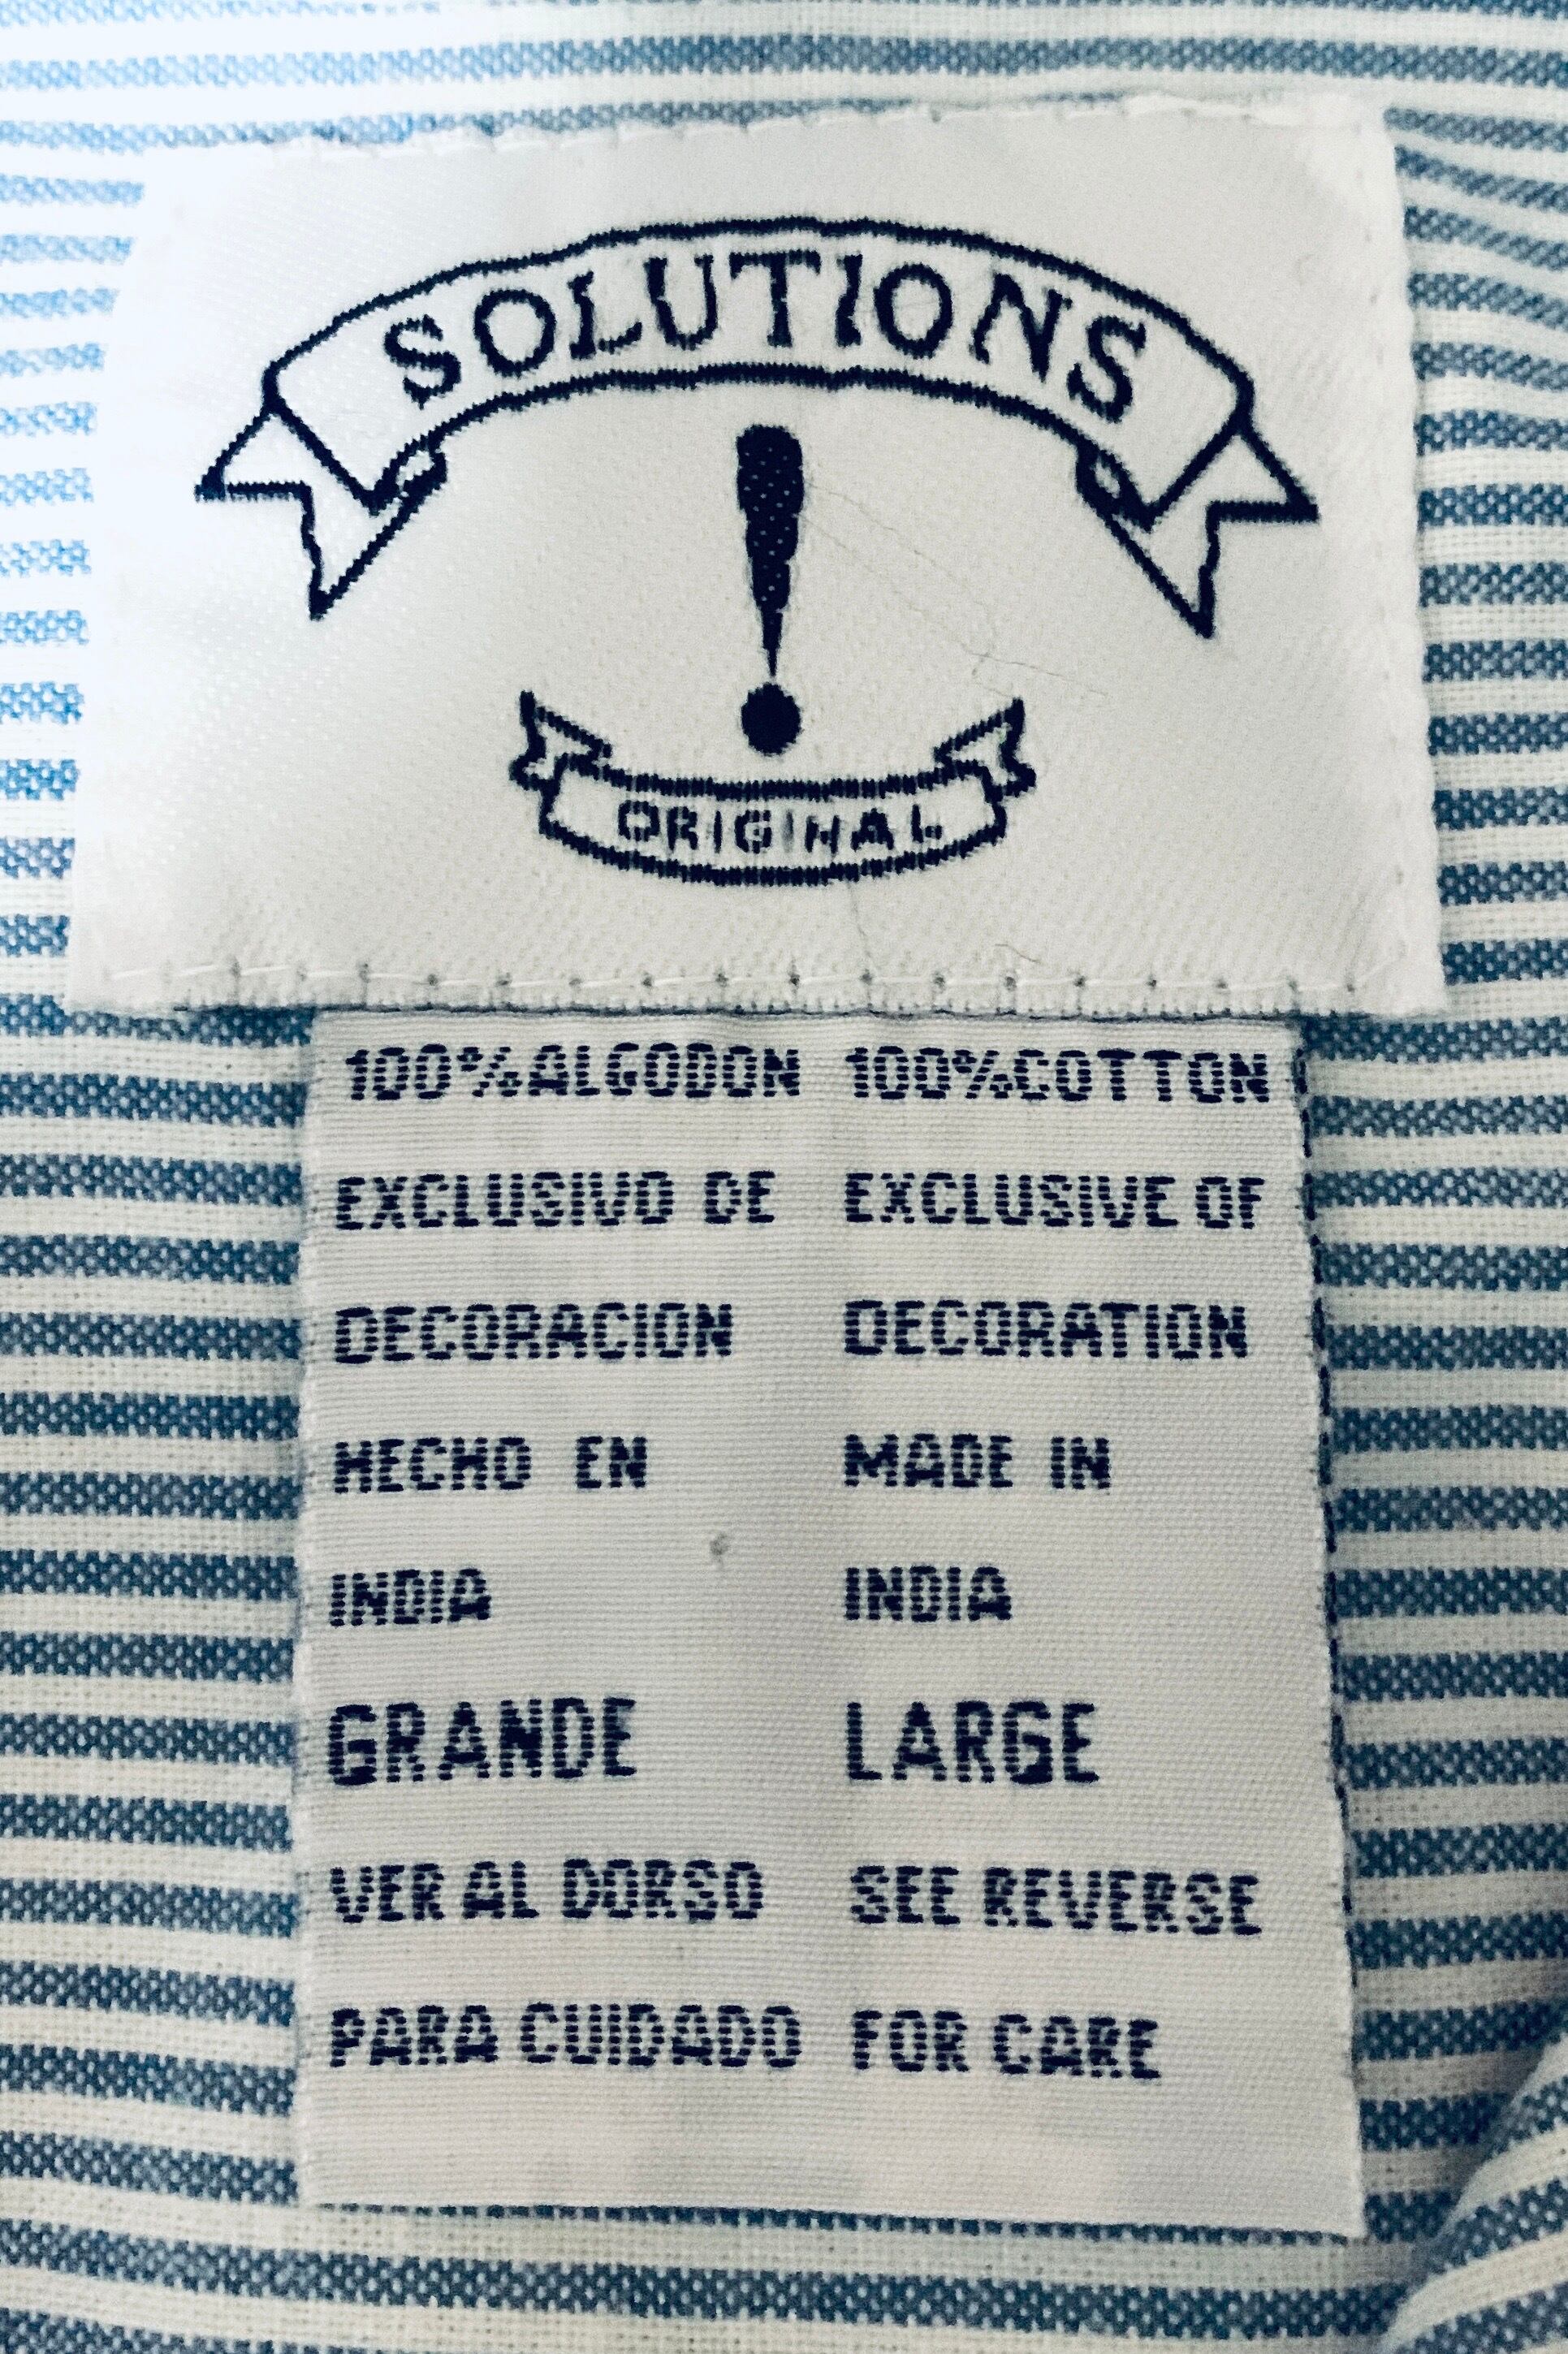 SOLUTIONS
!
ORIGINAL
100%ALGODON 100%COTTON
EXCLUSIVO DE EXCLUSIVE OF
DECORACION DECORATION
HECHO EN MADE IN
INDIA INDIA
GRANDE LARGE
VER AL DORSO SEE REVERSE
PARA CUIDADO FOR CARE